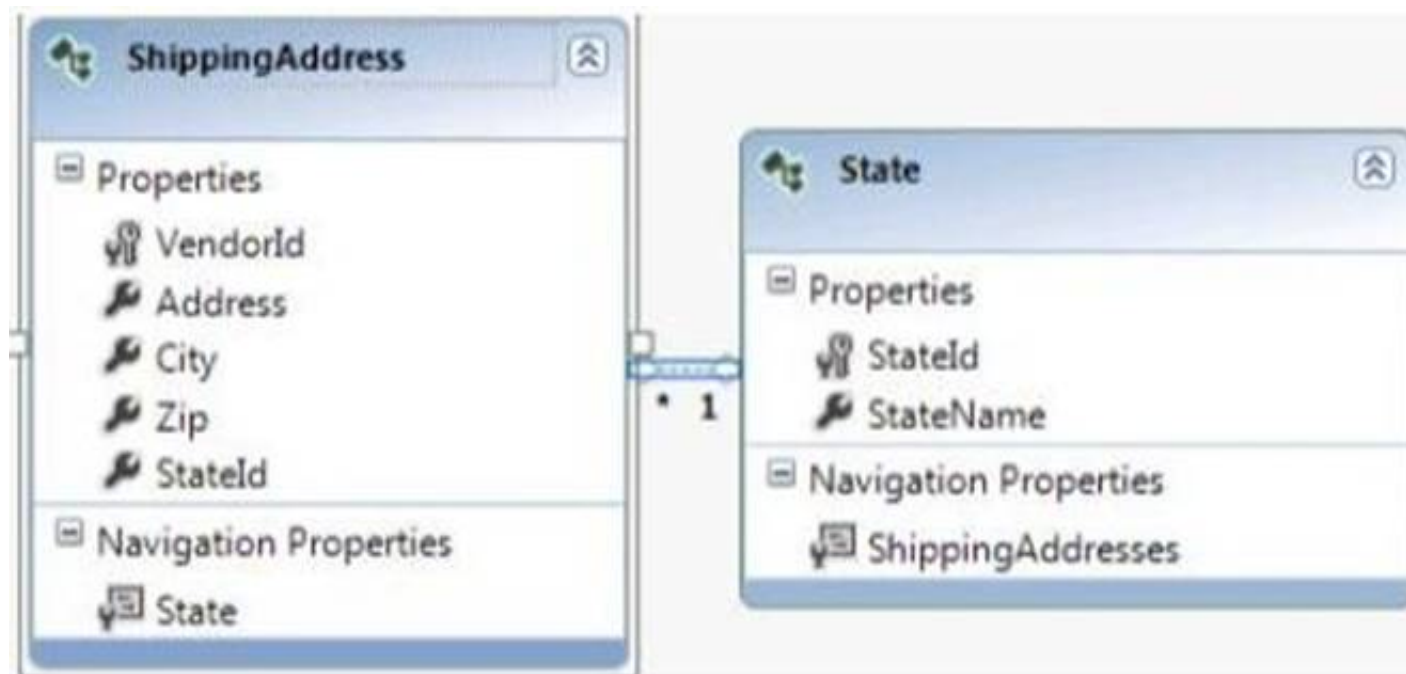 ShippingAddress
Properties
VendorId
Address
City
Zip
StateId
Navigation Properties
State
* 1
State
Properties
StateId
StateName
Navigation Properties
ShippingAddresses